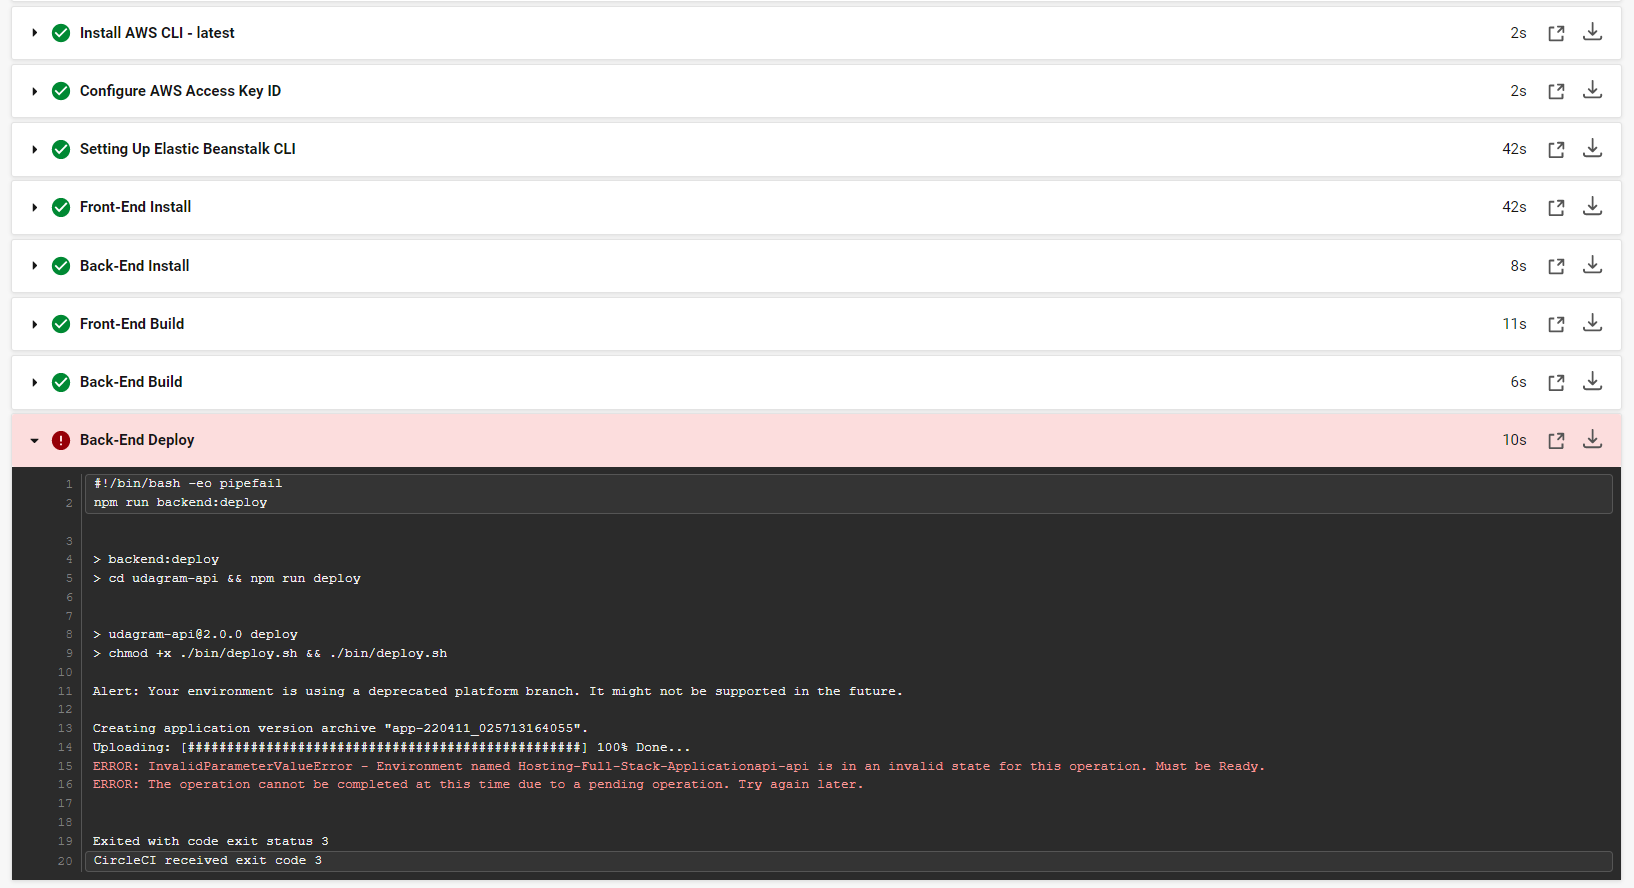 Install AWS CLI - latest 2s
Configure AWS Access Key ID 2s
Setting Up Elastic Beanstalk CLI 42s
Front-End Install 42s
Back-End Install 8s
Front-End Build 11s
Back-End Build 6s
Back-End Deploy 10s
1 #!/bin/bash -eo pipefail
2 npm run backend:deploy
3
4 > backend:deploy
5 > cd udagram-api && npm run deploy
6
7
8 > udagram-api@2.0.0 deploy
9 > chmod +x ./bin/deploy.sh && ./bin/deploy.sh
10
11 Alert: Your environment is using a deprecated platform branch. It might not be supported in the future.
12
13 Creating application version archive "app-220411_025713164055".
14 Uploading: [##################################################] 100% Done...
15 ERROR: InvalidParameterValueError - Environment named Hosting-Full-Stack-Applicationapi-api is in an invalid state for this operation. Must be Ready.
16 ERROR: The operation cannot be completed at this time due to a pending operation. Try again later.
17
18
19 Exited with code exit status 3
20 CircleCI received exit code 3